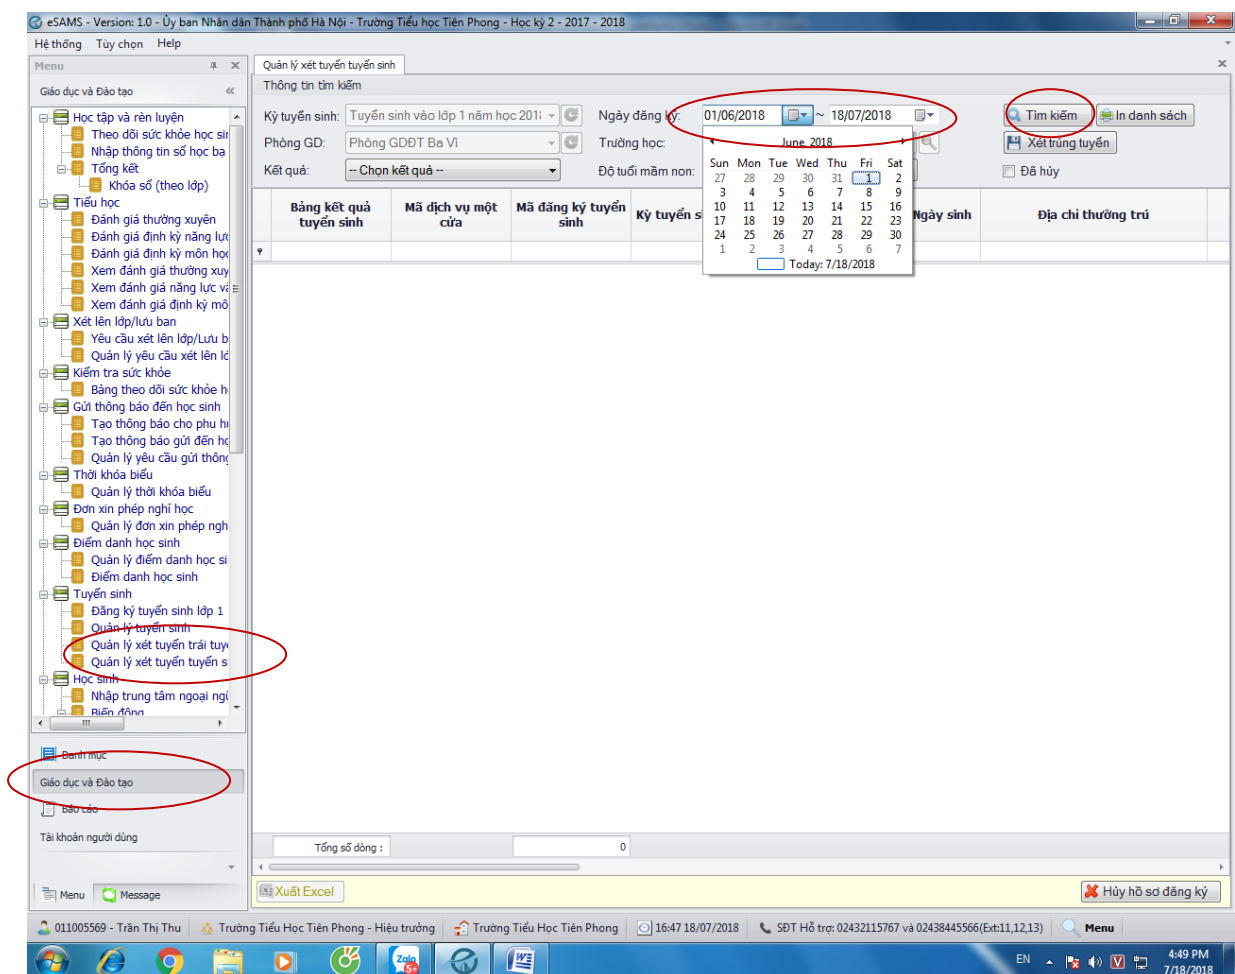 eSAMS - Version: 1.0 - Ủy ban Nhân dân Thành phố Hà Nội - Trường Tiểu học Tiên Phong - Học kỳ 2 - 2017 - 2018
Hệ thống Tùy chọn Help
Menu
Giáo dục và Đào tạo
Học tập và rèn luyện
Theo dõi sức khỏe học sin
Nhập thông tin sổ học bạ
Tổng kết
Khóa sổ (theo lớp)
Tiểu học
Đánh giá thường xuyên
Đánh giá định kỳ năng lực
Đánh giá định kỳ môn học
Xem đánh giá thường xuy
Xem đánh giá năng lực và
Xem đánh giá định kỳ mô
Xét lên lớp/lưu ban
Yêu cầu xét lên lớp/Lưu b
Quản lý yêu cầu xét lên lớ
Kiểm tra sức khỏe
Bảng theo dõi sức khỏe h
Gửi thông báo đến học sinh
Tạo thông báo cho phu hu
Tạo thông báo gửi đến họ
Quản lý yêu cầu gửi thông
Thời khóa biểu
Quản lý thời khóa biểu
Đơn xin phép nghỉ học
Quản lý đơn xin phép ngh
Điểm danh học sinh
Quản lý điểm danh học si
Điểm danh học sinh
Tuyển sinh
Đăng ký tuyển sinh lớp 1
Quản lý tuyển sinh
Quản lý xét tuyển trái tuyế
Quản lý xét tuyển tuyển s
Học sinh
Nhập trung tâm ngoại ngữ
Biến động
Danh mục
Giáo dục và Đào tạo
Báo cáo
Tài khoản người dùng
Menu Message
Quản lý xét tuyển tuyển sinh
Thông tin tìm kiếm
Kỳ tuyển sinh: Tuyển sinh vào lớp 1 năm học 2018 Ngày đăng ký: 01/06/2018 ~ 18/07/2018 Tìm kiếm In danh sách
Phòng GD: Phòng GDĐT Ba Vì Trường học: Xét trúng tuyển
Kết quả: -- Chọn kết quả -- Độ tuổi mầm non: Đã hủy
June, 2018
Sun Mon Tue Wed Thu Fri Sat
27 28 29 30 31 1 2
3 4 5 6 7 8 9
10 11 12 13 14 15 16
17 18 19 20 21 22 23
24 25 26 27 28 29 30
1 2 3 4 5 6 7
Today: 7/18/2018
Bảng kết quả tuyển sinh Mã dịch vụ một cửa Mã đăng ký tuyển sinh Kỳ tuyển s Ngày sinh Địa chỉ thường trú
Tổng số dòng : 0
Xuất Excel Hủy hồ sơ đăng ký
011005569 - Trần Thị Thu Trường Tiểu Học Tiên Phong - Hiệu trưởng Trường Tiểu Học Tiên Phong 16:47 18/07/2018 SĐT Hỗ trợ: 02432115767 và 02438445566(Ext:11,12,13) Menu
Zalo
5+
EN
4:49 PM
7/18/2018